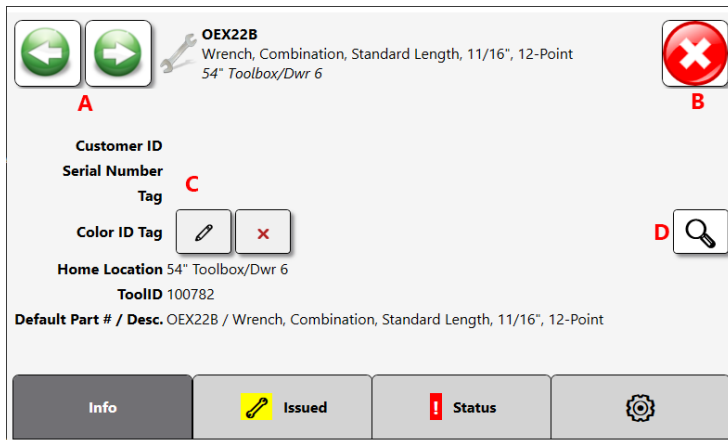 OEX22B
Wrench, Combination, Standard Length, 11/16", 12-Point
54" Toolbox/Dwr 6
A
B
Customer ID
Serial Number
C
Tag
Color ID Tag
D
Home Location 54" Toolbox/Dwr 6
ToolID 100782
Default Part # / Desc. OEX22B / Wrench, Combination, Standard Length, 11/16", 12-Point
Info
! Issued
! Status